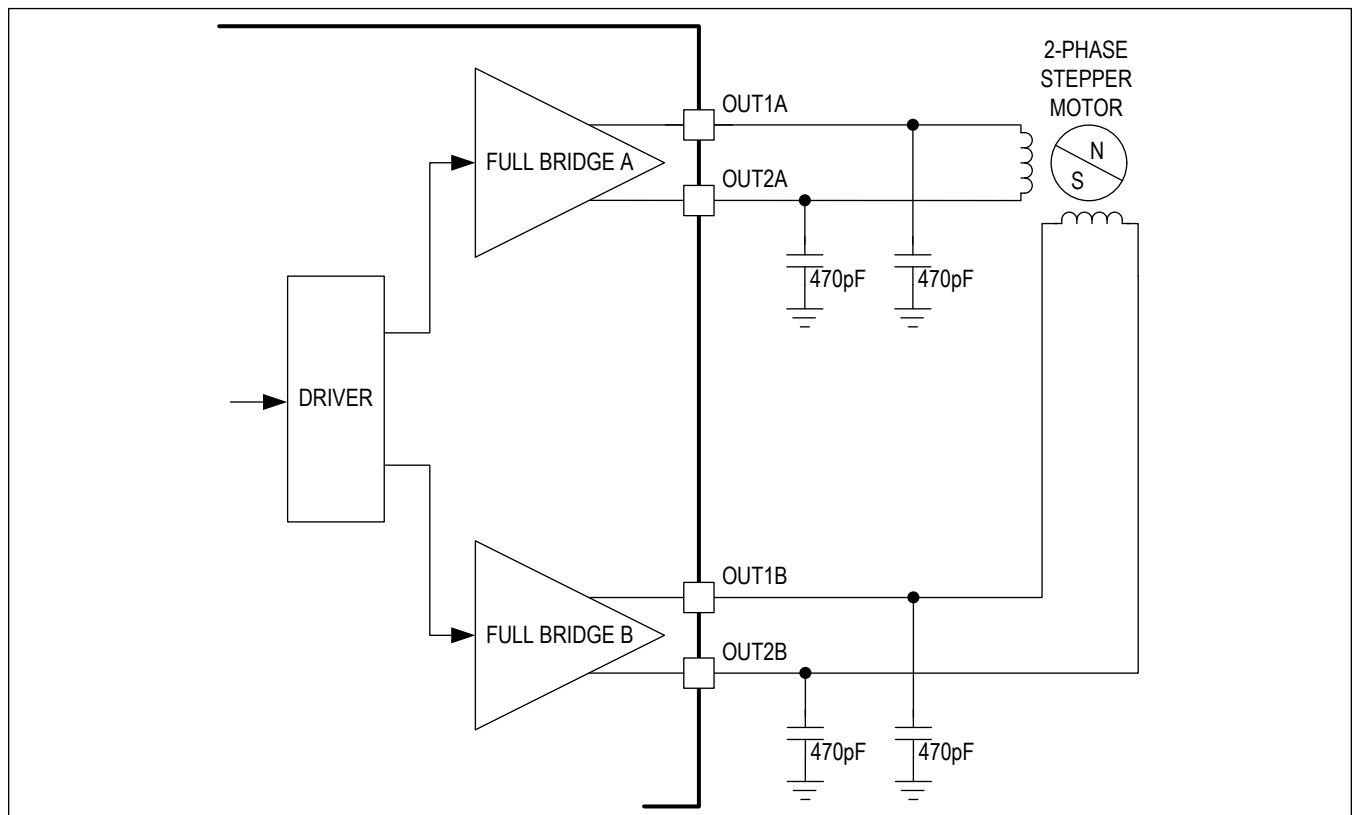 2-PHASE
STEPPER
MOTOR
OUT1A
N
FULL BRIDGE A
S
OUT2A
470pF
470pF
DRIVER
OUT1B
FULL BRIDGE B
OUT2B
470pF
470pF